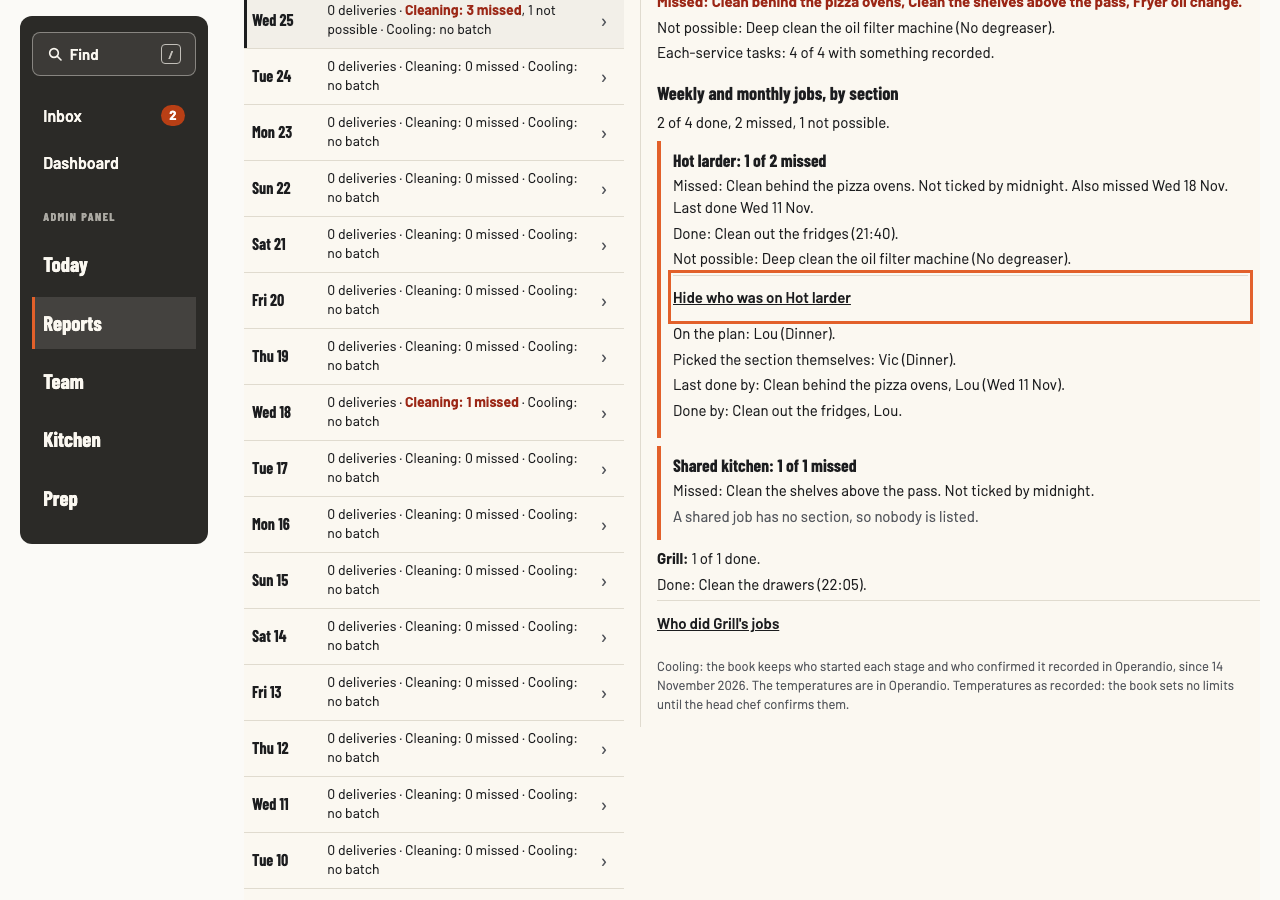 Find /
Inbox 2
Dashboard
ADMIN PANEL
Today
Reports
Team
Kitchen
Prep
Wed 25
0 deliveries · Cleaning: 3 missed, 1 not
possible · Cooling: no batch
›
Tue 24
0 deliveries · Cleaning: 0 missed · Cooling:
no batch
›
Mon 23
0 deliveries · Cleaning: 0 missed · Cooling:
no batch
›
Sun 22
0 deliveries · Cleaning: 0 missed · Cooling:
no batch
›
Sat 21
0 deliveries · Cleaning: 0 missed · Cooling:
no batch
›
Fri 20
0 deliveries · Cleaning: 0 missed · Cooling:
no batch
›
Thu 19
0 deliveries · Cleaning: 0 missed · Cooling:
no batch
›
Wed 18
0 deliveries · Cleaning: 1 missed · Cooling:
no batch
›
Tue 17
0 deliveries · Cleaning: 0 missed · Cooling:
no batch
›
Mon 16
0 deliveries · Cleaning: 0 missed · Cooling:
no batch
›
Sun 15
0 deliveries · Cleaning: 0 missed · Cooling:
no batch
›
Sat 14
0 deliveries · Cleaning: 0 missed · Cooling:
no batch
›
Fri 13
0 deliveries · Cleaning: 0 missed · Cooling:
no batch
›
Thu 12
0 deliveries · Cleaning: 0 missed · Cooling:
no batch
›
Wed 11
0 deliveries · Cleaning: 0 missed · Cooling:
no batch
›
Tue 10
0 deliveries · Cleaning: 0 missed · Cooling:
no batch
›
Missed: Clean behind the pizza ovens, Clean the shelves above the pass, Fryer oil change.
Not possible: Deep clean the oil filter machine (No degreaser).
Each-service tasks: 4 of 4 with something recorded.
Weekly and monthly jobs, by section
2 of 4 done, 2 missed, 1 not possible.
Hot larder: 1 of 2 missed
Missed: Clean behind the pizza ovens. Not ticked by midnight. Also missed Wed 18 Nov.
Last done Wed 11 Nov.
Done: Clean out the fridges (21:40).
Not possible: Deep clean the oil filter machine (No degreaser).
Hide who was on Hot larder
On the plan: Lou (Dinner).
Picked the section themselves: Vic (Dinner).
Last done by: Clean behind the pizza ovens, Lou (Wed 11 Nov).
Done by: Clean out the fridges, Lou.
Shared kitchen: 1 of 1 missed
Missed: Clean the shelves above the pass. Not ticked by midnight.
A shared job has no section, so nobody is listed.
Grill: 1 of 1 done.
Done: Clean the drawers (22:05).
Who did Grill's jobs
Cooling: the book keeps who started each stage and who confirmed it recorded in Operandio, since 14
November 2026. The temperatures are in Operandio. Temperatures as recorded: the book sets no limits
until the head chef confirms them.